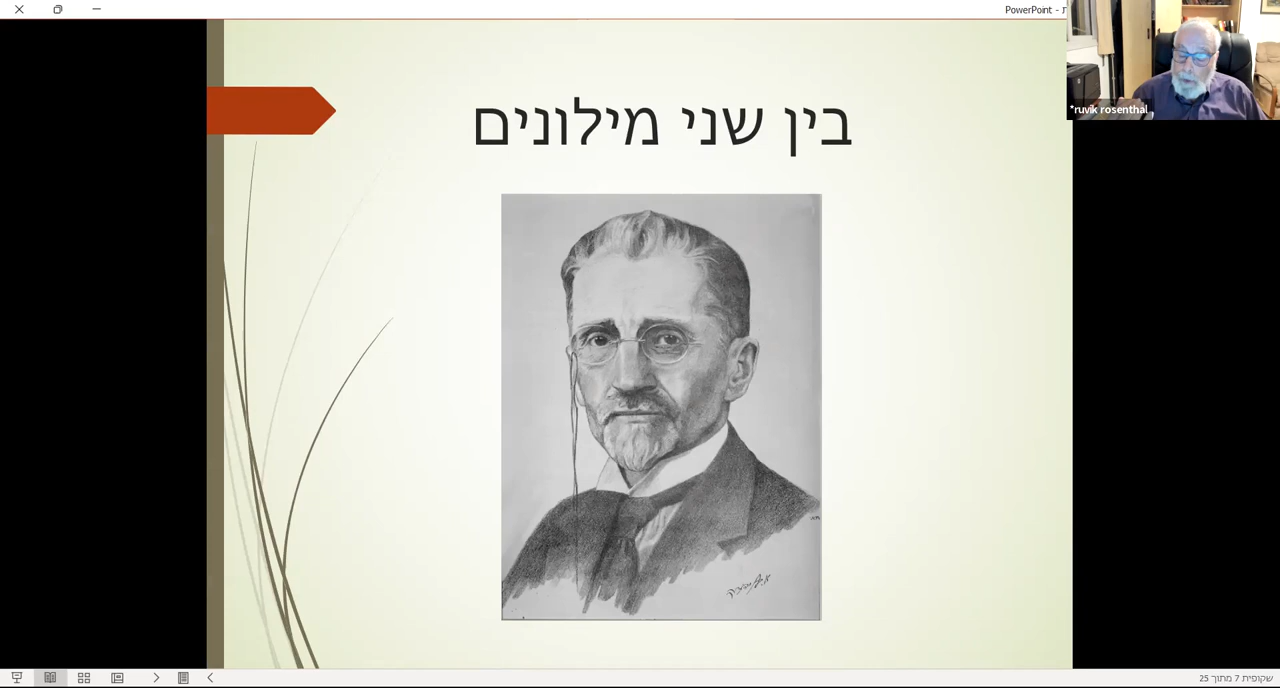 ת - PowerPoint
*ruvik rosenthal
בין שני מילונים
שקופית 7 מתוך 25